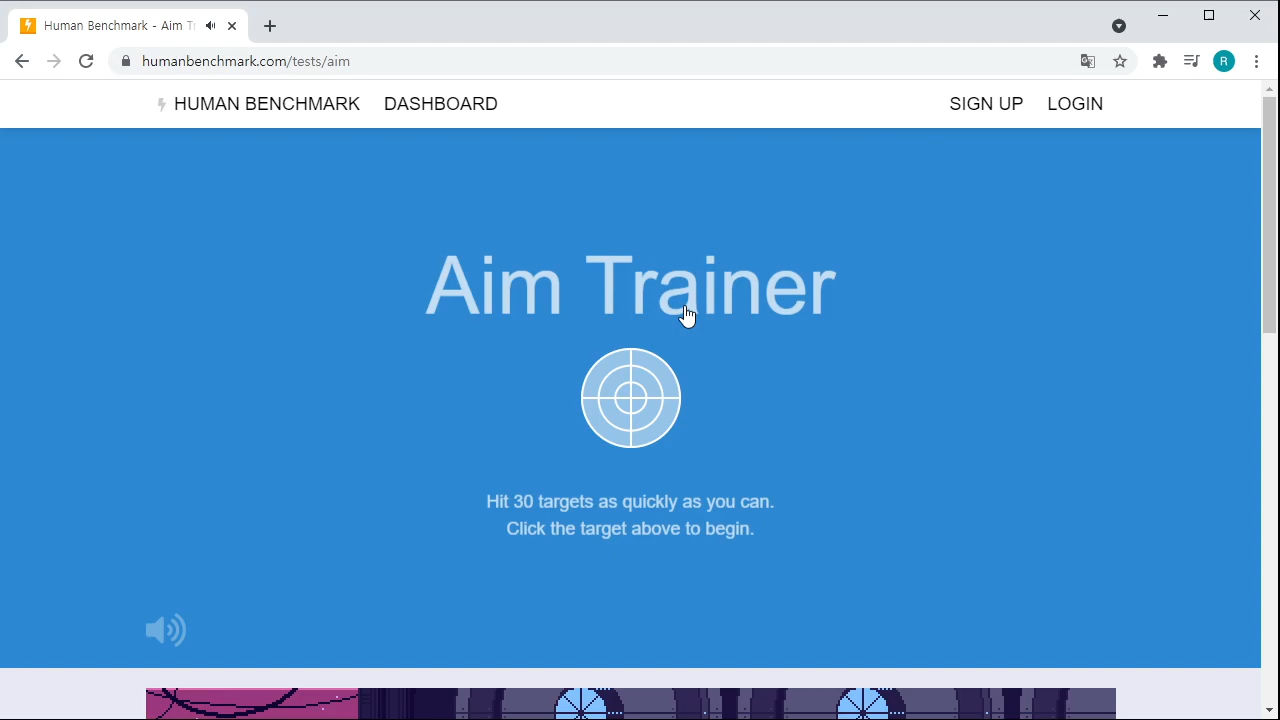 Human Benchmark - Aim T
humanbenchmark.com/tests/aim
R
HUMAN BENCHMARK DASHBOARD SIGN UP LOGIN
Aim Trainer
Hit 30 targets as quickly as you can.
Click the target above to begin.